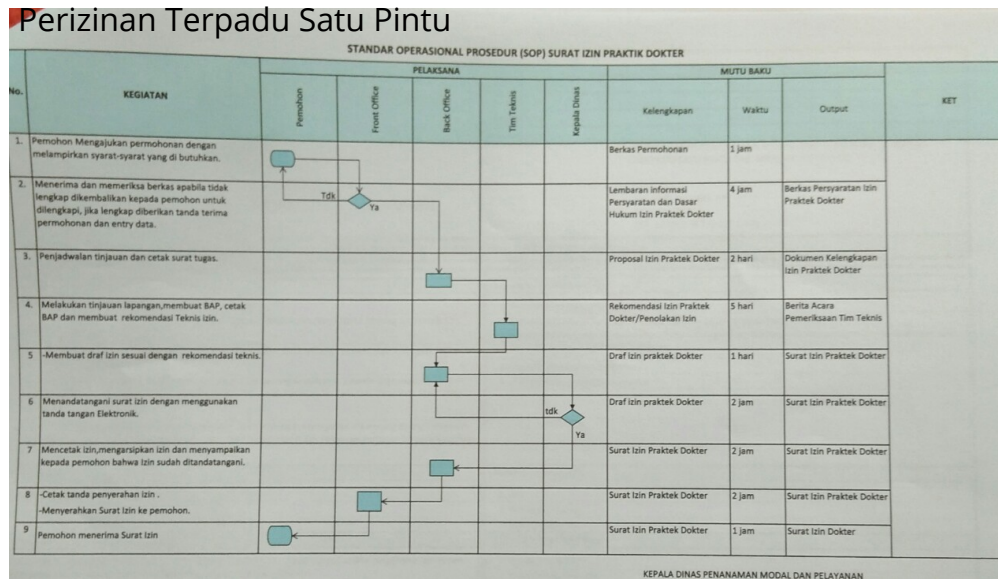 Perizinan Terpadu Satu Pintu
STANDAR OPERASIONAL PROSEDUR (SOP) SURAT IZIN PRAKTIK DOKTER
No.
KEGIATAN
PELAKSANA
MUTU BAKU
KET
Pemohon
Front Office
Back Office
Tim Teknis
Kepala Dinas
Kelengkapan
Waktu
Output
1.
Pemohon Mengajukan permohonan dengan
melampirkan syarat-syarat yang di butuhkan.
Berkas Permohonan
1 jam
2.
Menerima dan memeriksa berkas apabila tidak
lengkap dikembalikan kepada pemohon untuk
dilengkapi, jika lengkap diberikan tanda terima
permohonan dan entry data.
Tdk
Ya
Lembaran informasi
Persyaratan dan Dasar
Hukum Izin Praktek Dokter
4 jam
Berkas Persyaratan Izin
Praktek Dokter
3.
Penjadwalan tinjauan dan cetak surat tugas.
Proposal Izin Praktek Dokter
2 hari
Dokumen Kelengkapan
Izin Praktek Dokter
4.
Melakukan tinjauan lapangan,membuat BAP, cetak
BAP dan membuat rekomendasi Teknis izin.
Rekomendasi Izin Praktek
Dokter/Penolakan Izin
5 hari
Berita Acara
Pemeriksaan Tim Teknis
5
-Membuat draf izin sesuai dengan rekomendasi teknis.
Draf Izin praktek Dokter
1 hari
Surat Izin Praktek Dokter
6
Menandatangani surat izin dengan menggunakan
tanda tangan Elektronik.
tdk
Ya
Draf izin praktek Dokter
2 jam
Surat Izin Praktek Dokter
7
Mencetak izin,mengarsipkan izin dan menyampaikan
kepada pemohon bahwa Izin sudah ditandatangani.
Surat Izin Praktek Dokter
2 jam
Surat Izin Praktek Dokter
8
-Cetak tanda penyerahan izin .
-Menyerahkan Surat Izin ke pemohon.
Surat Izin Praktek Dokter
2 jam
Surat Izin Praktek Dokter
9
Pemohon menerima Surat Izin
Surat Izin Praktek Dokter
1 jam
Surat Izin Dokter
KEPALA DINAS PENANAMAN MODAL DAN PELAYANAN